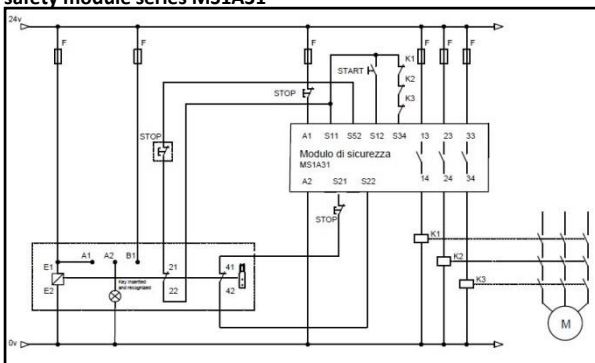 safety module series MS1A31
24v
F F F F F F
START
K1
K2
K3
STOP
STOP
A1 S11 S52 S12 S34 13 23 33
Modulo di sicurezza
MS1A31
A2 S21 S22 14 24 34
STOP
K1
K2
K3
A1 A2 B1
E1
E2
Key inserted
and recognized
21
22
41
42
M
0v